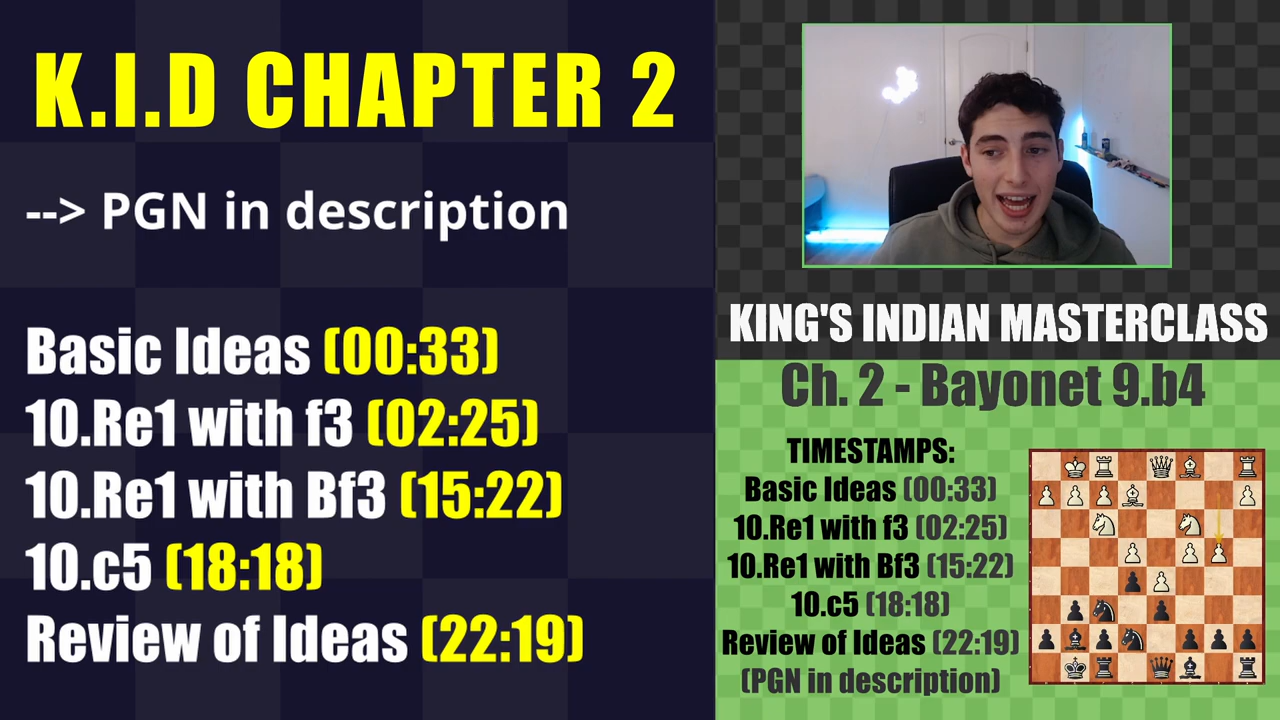 K.I.D CHAPTER 2
--> PGN in description
Basic Ideas (00:33)
10.Re1 with f3 (02:25)
10.Re1 with Bf3 (15:22)
10.c5 (18:18)
Review of Ideas (22:19)
KING'S INDIAN MASTERCLASS
Ch. 2 - Bayonet 9.b4
TIMESTAMPS:
Basic Ideas (00:33)
10.Re1 with f3 (02:25)
10.Re1 with Bf3 (15:22)
10.c5 (18:18)
Review of Ideas (22:19)
(PGN in description)